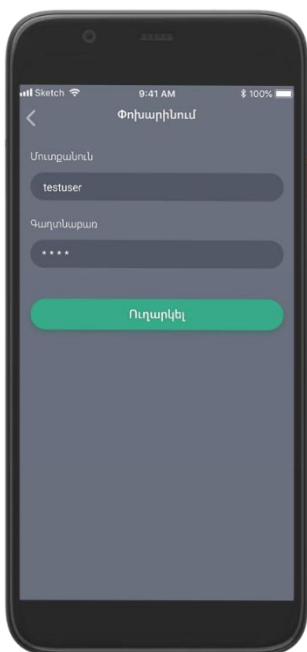 Sketch 9:41 AM 100%
Փոխարինում
Մուտքանուն
testuser
Գաղտնաբառ
****
Ուղարկել